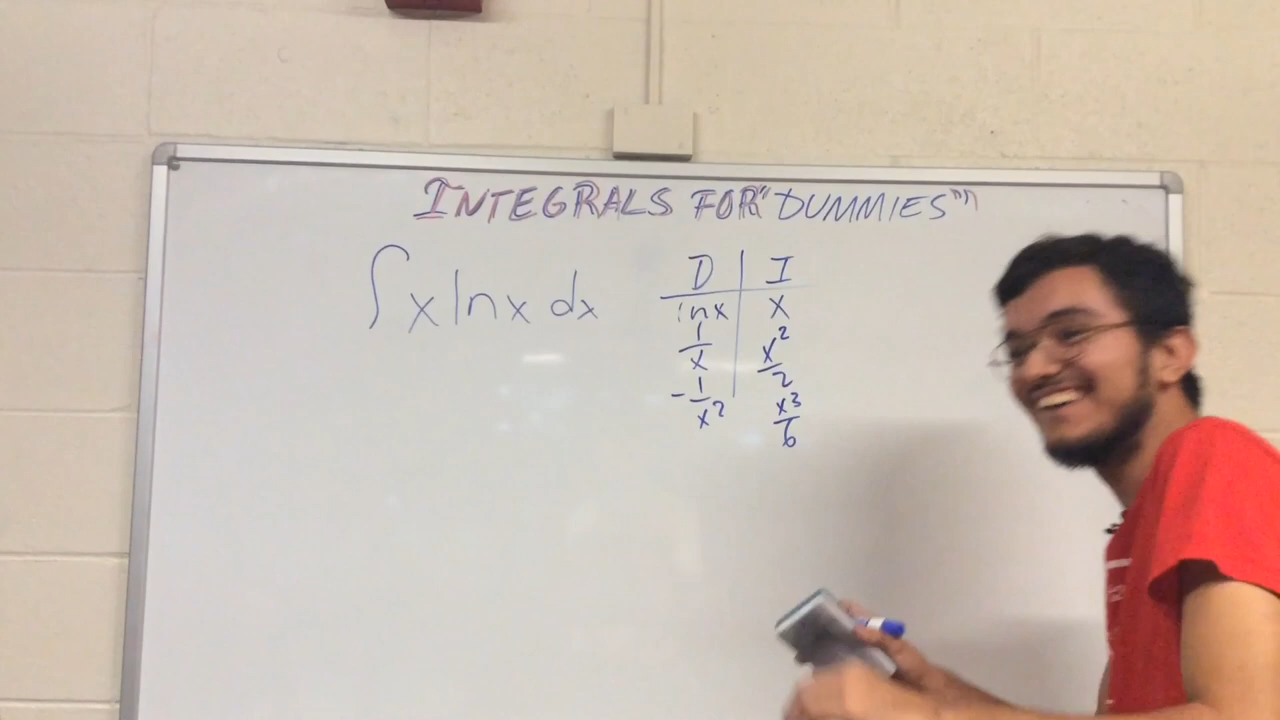 INTEGRALS FOR "DUMMIES"
∫ x ln x dx
D | I
ln x | x
1/x | x²/2
-1/x² | x³/6